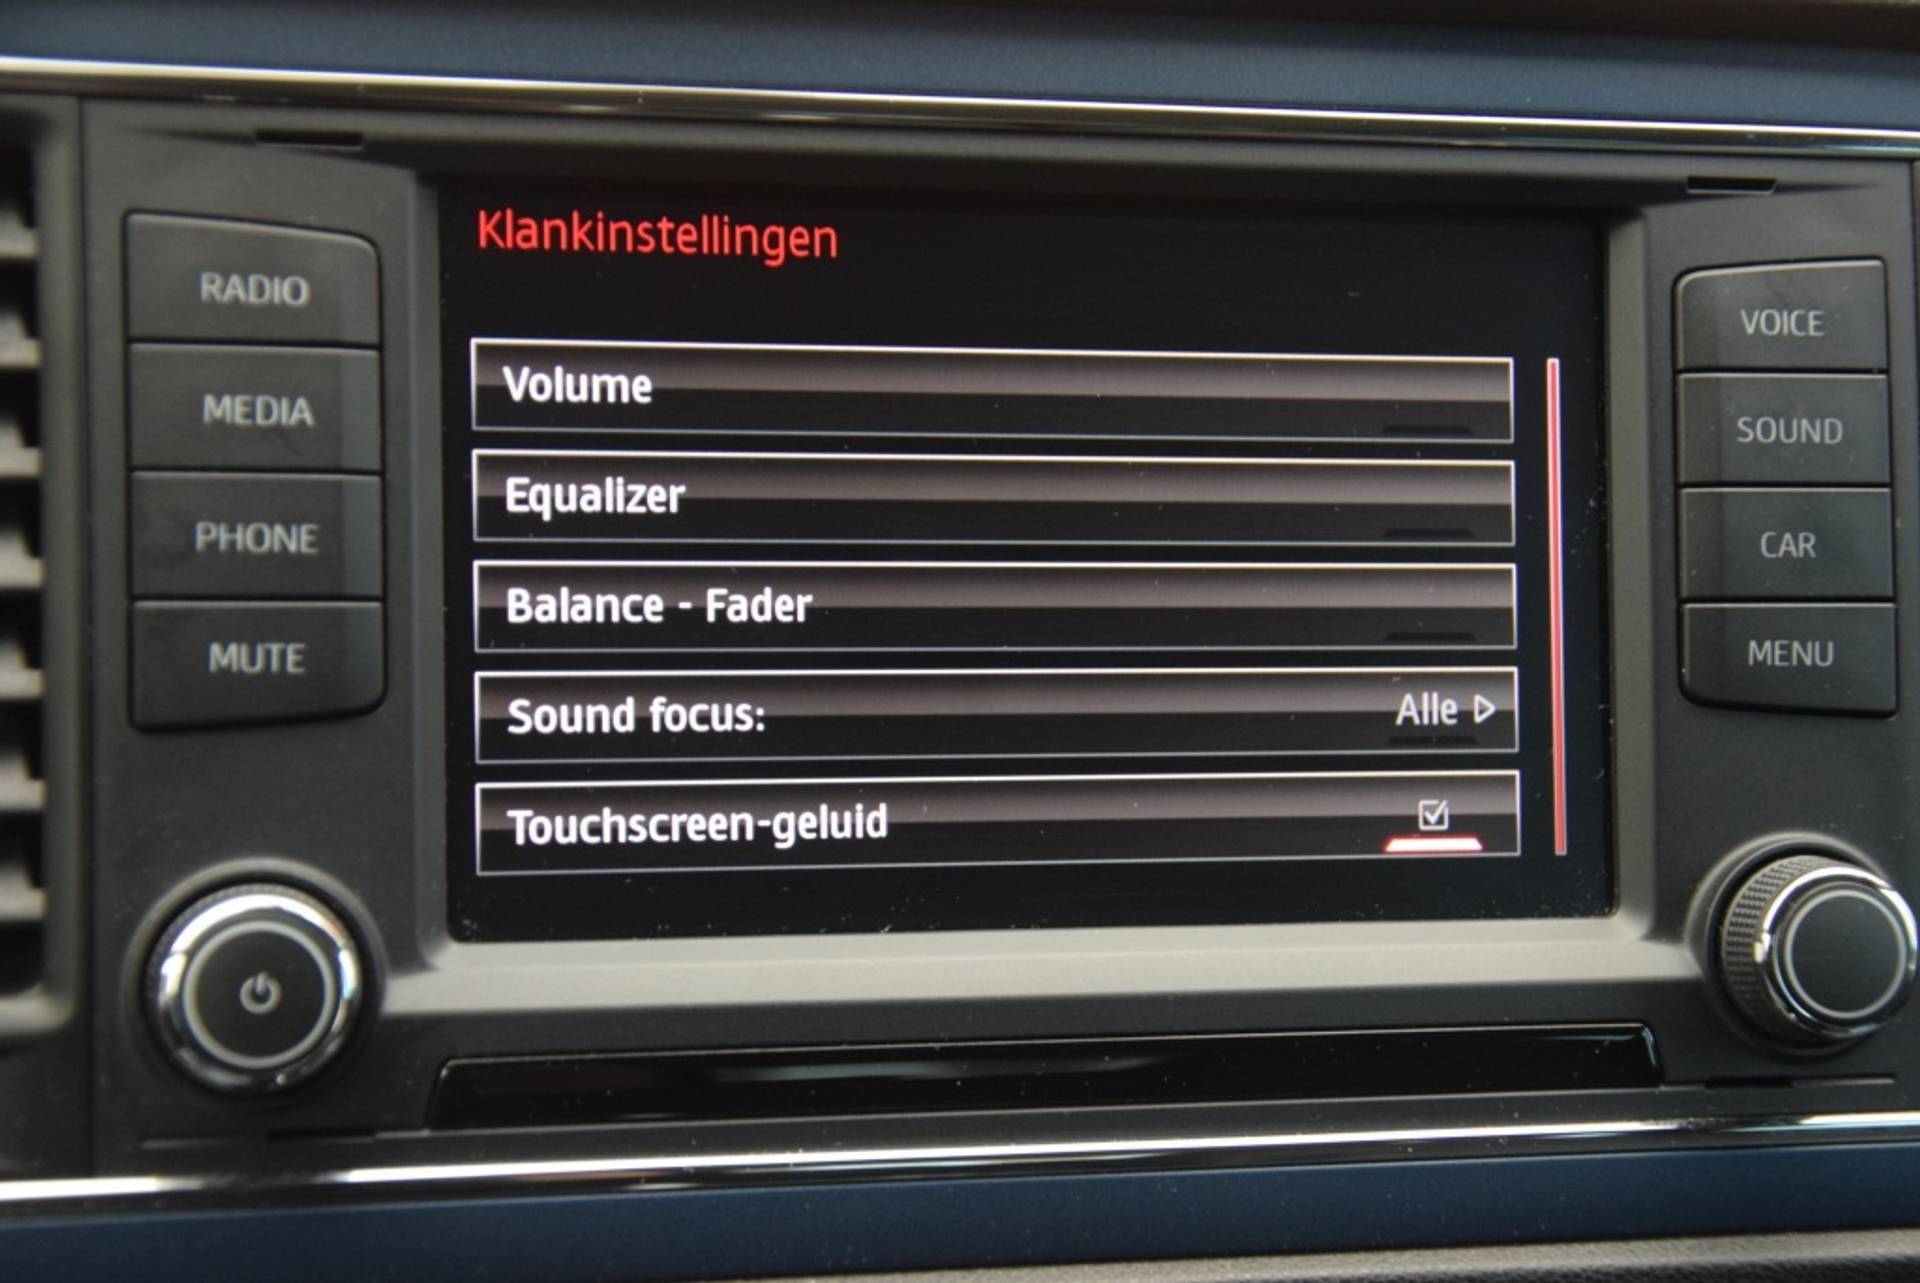 Klankinstellingen
RADIO
MEDIA
PHONE
MUTE
Volume
Equalizer
Balance - Fader
Sound focus: Alle
Touchscreen-geluid
VOICE
SOUND
CAR
MENU